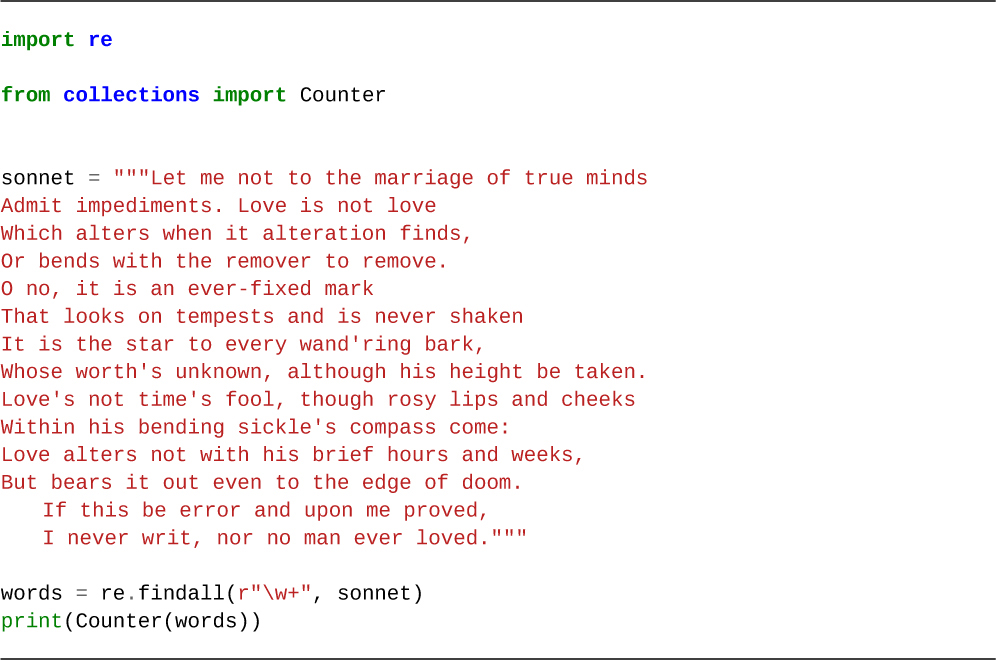 import re
from collections import Counter
sonnet = """Let me not to the marriage of true minds
Admit impediments. Love is not love
Which alters when it alteration finds,
Or bends with the remover to remove.
O no, it is an ever-fixed mark
That looks on tempests and is never shaken
It is the star to every wand'ring bark,
Whose worth's unknown, although his height be taken.
Love's not time's fool, though rosy lips and cheeks
Within his bending sickle's compass come:
Love alters not with his brief hours and weeks,
But bears it out even to the edge of doom.
If this be error and upon me proved,
I never writ, nor no man ever loved."""
words = re.findall(r"\w+", sonnet)
print(Counter(words))